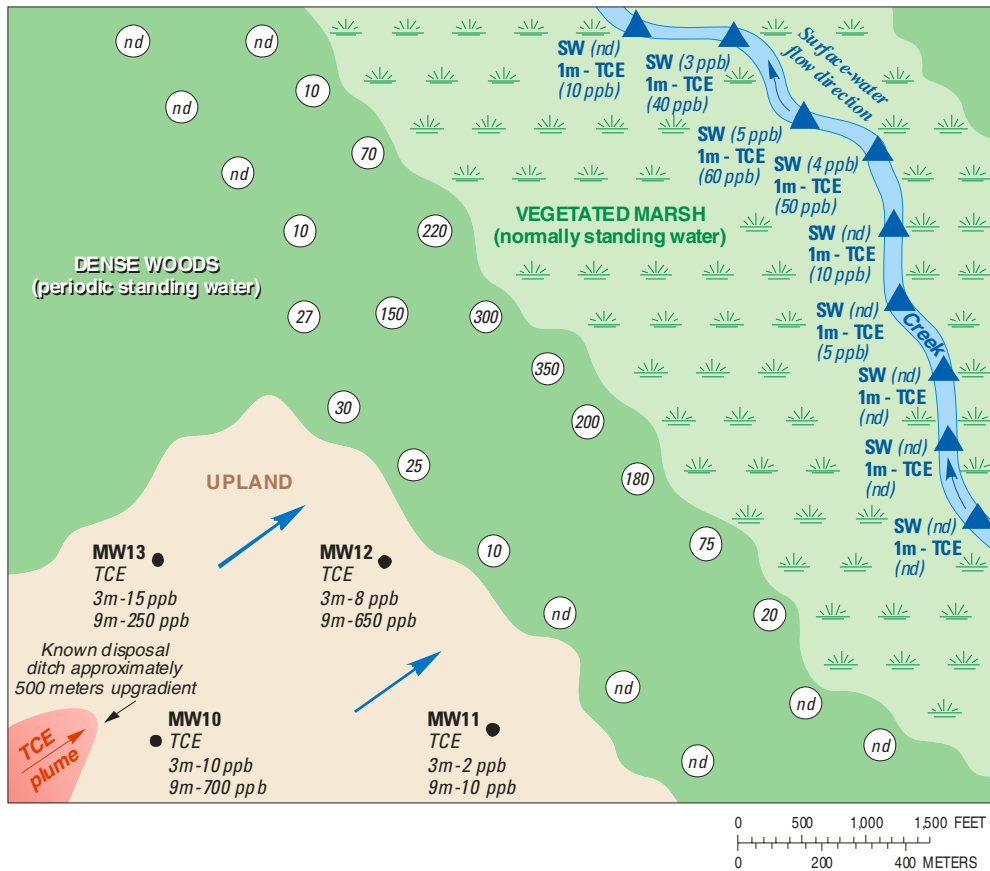 nd
nd
SW (nd)
1m - TCE
(10 ppb)
SW (3 ppb)
1m - TCE
(40 ppb)
Surface-water
flow direction
10
nd
70
SW (5 ppb)
1m - TCE
(60 ppb)
SW (4 ppb)
1m - TCE
(50 ppb)
nd
10
220
VEGETATED MARSH
(normally standing water)
SW (nd)
1m - TCE
(10 ppb)
DENSE WOODS
(periodic standing water)
27
150
300
SW (nd)
1m - TCE
(5 ppb)
Creek
350
SW (nd)
1m - TCE
(nd)
30
200
25
180
SW (nd)
1m - TCE
(nd)
UPLAND
SW (nd)
1m - TCE
(nd)
10
75
MW13
TCE
3m-15 ppb
9m-250 ppb
MW12
TCE
3m-8 ppb
9m-650 ppb
nd
20
Known disposal
ditch approximately
500 meters upgradient
nd
nd
TCE
plume
MW10
TCE
3m-10 ppb
9m-700 ppb
MW11
TCE
3m-2 ppb
9m-10 ppb
nd
nd
0 500 1,000 1,500 FEET
0 200 400 METERS